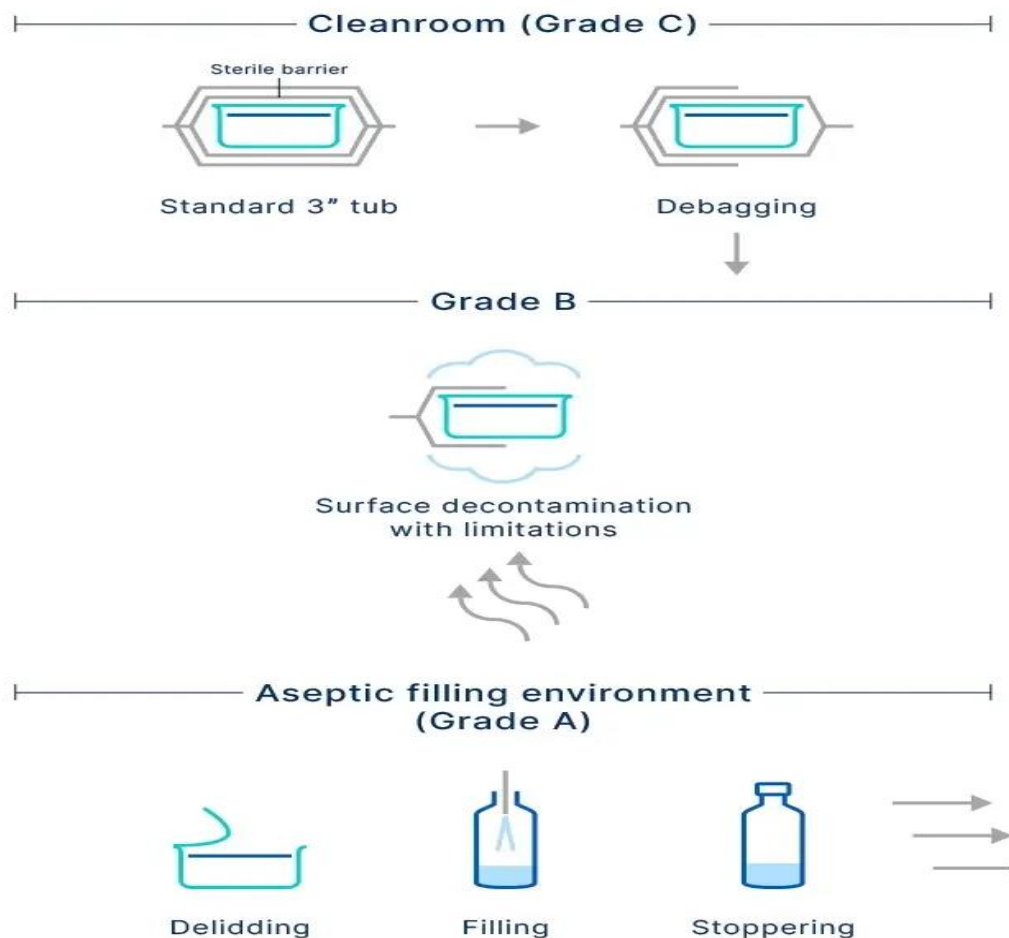 Cleanroom (Grade C)
Sterile barrier
Standard 3” tub
Debagging
Grade B
Surface decontamination
with limitations
Aseptic filling environment
(Grade A)
Delidding
Filling
Stoppering